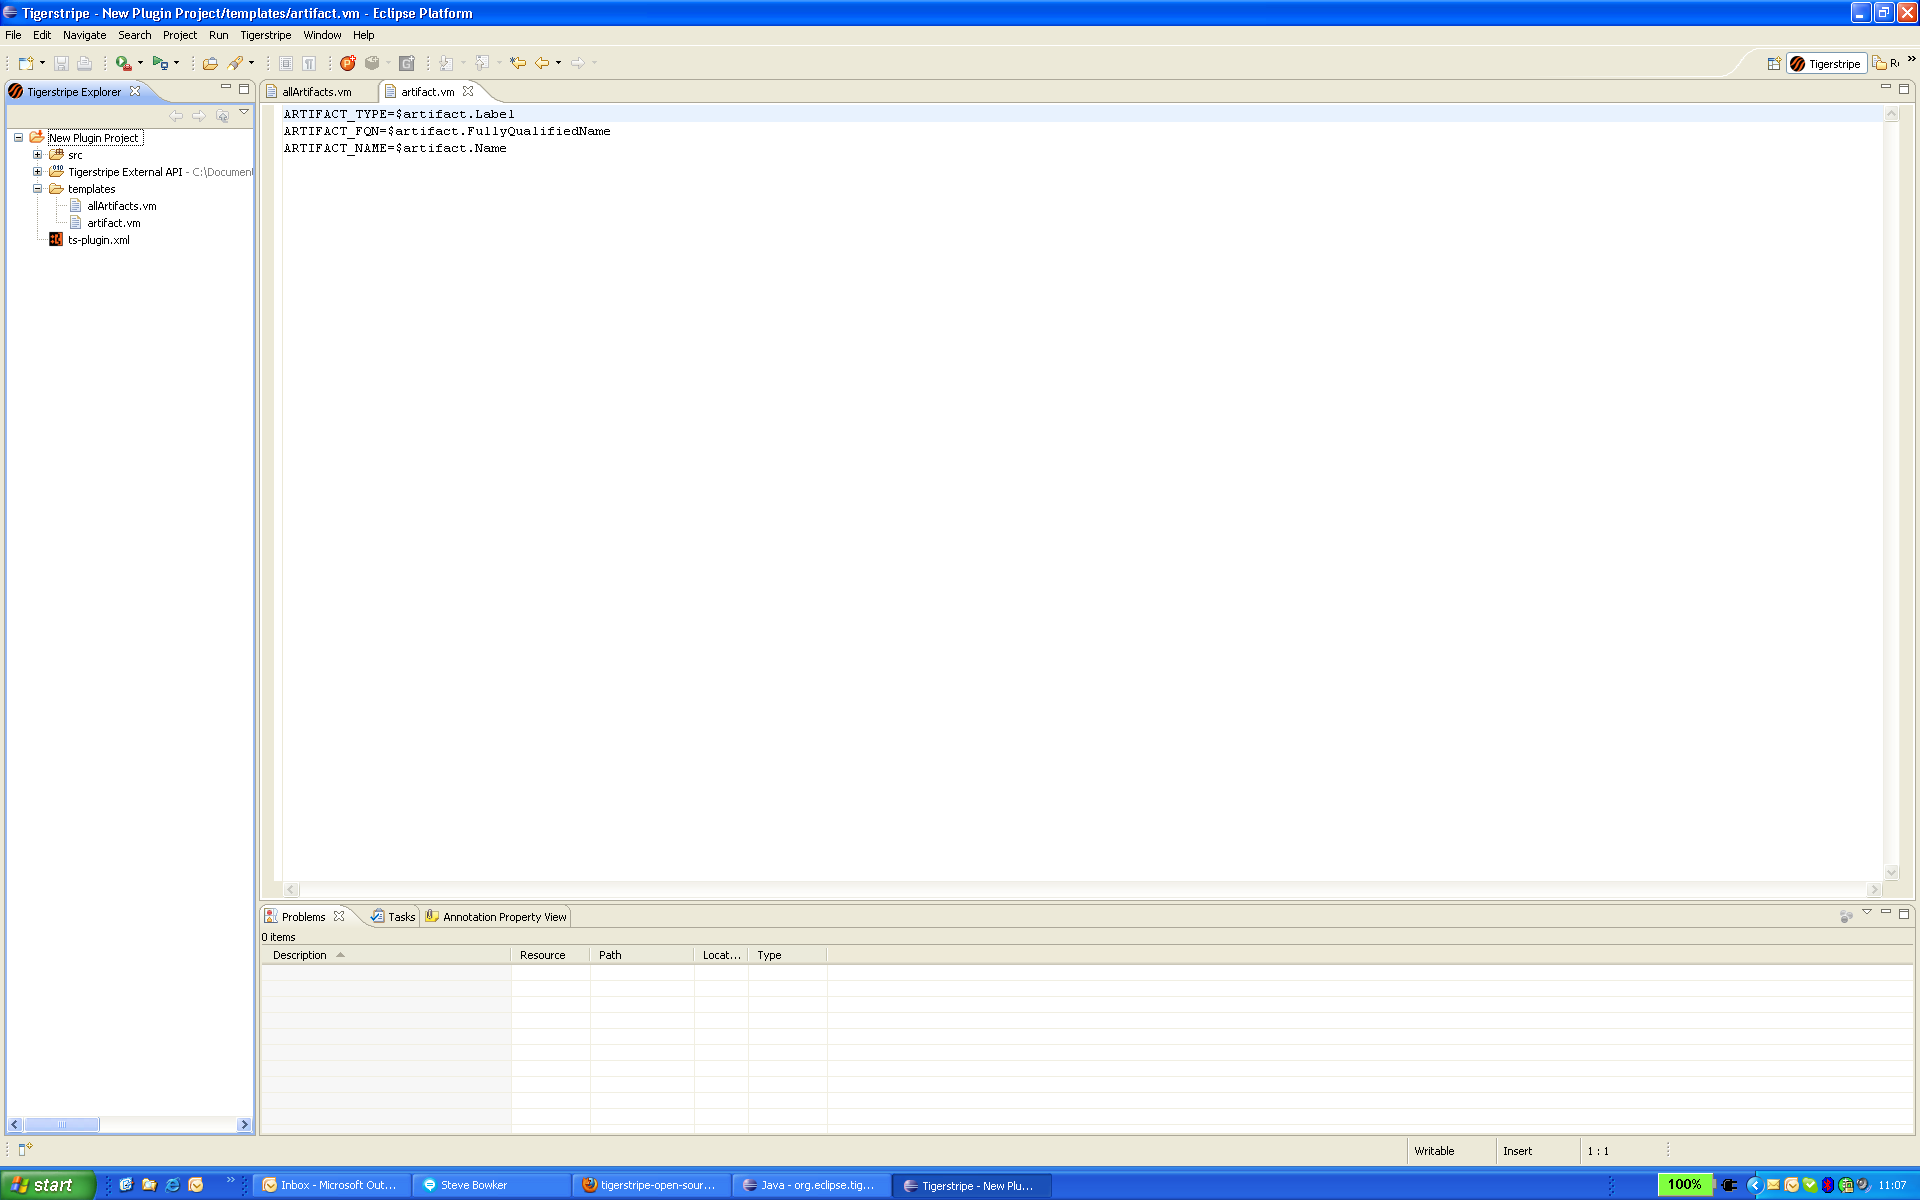 Tigerstripe - New Plugin Project/templates/artifact.vm - Eclipse Platform
File Edit Navigate Search Project Run Tigerstripe Window Help
Tigerstripe
Tigerstripe Explorer
allArtifacts.vm artifact.vm
New Plugin Project
src
Tigerstripe External API - C:\Document
templates
allArtifacts.vm
artifact.vm
ts-plugin.xml
ARTIFACT_TYPE=$artifact.Label
ARTIFACT_FQN=$artifact.FullyQualifiedName
ARTIFACT_NAME=$artifact.Name
Problems Tasks Annotation Property View
0 items
Description Resource Path Locat... Type
Writable Insert 1 : 1
start Inbox - Microsoft Out... Steve Bowker tigerstripe-open-sour... Java - org.eclipse.tig... Tigerstripe - New Plu... 100% 11:07